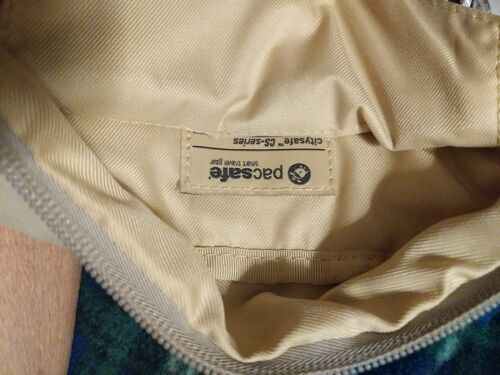 pacsafe
smart travel gear
citysafe™ CS-series